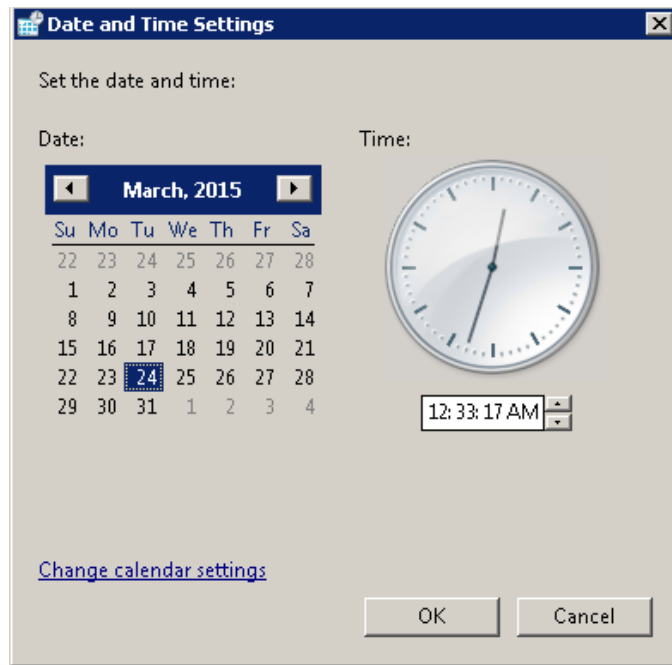 Date and Time Settings
Set the date and time:
Date:
Time:
March, 2015
Su Mo Tu We Th Fr Sa
22 23 24 25 26 27 28
1 2 3 4 5 6 7
8 9 10 11 12 13 14
15 16 17 18 19 20 21
22 23 24 25 26 27 28
29 30 31 1 2 3 4
12:33:17 AM
Change calendar settings
OK
Cancel